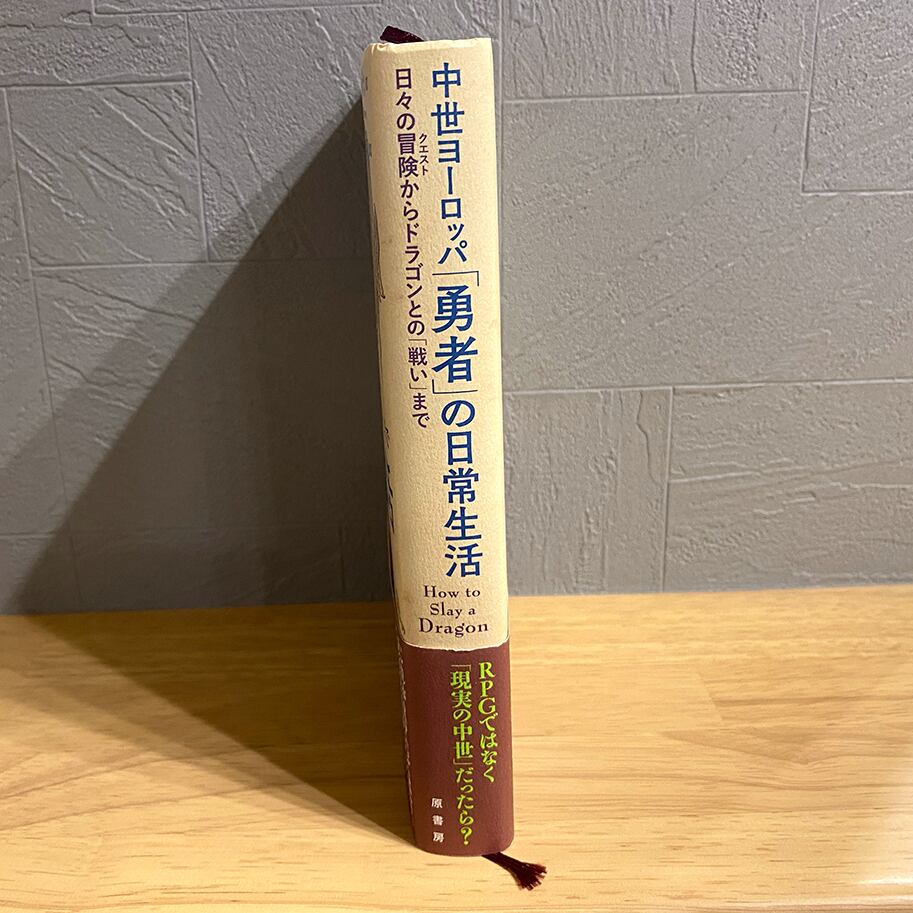 中世ヨーロッパ「勇者」の日常生活
日々の冒険からドラゴンとの「戦い」まで
クエスト
How to
Slay a
Dragon
RPGではなく
「現実の中世」だったら？
原書房